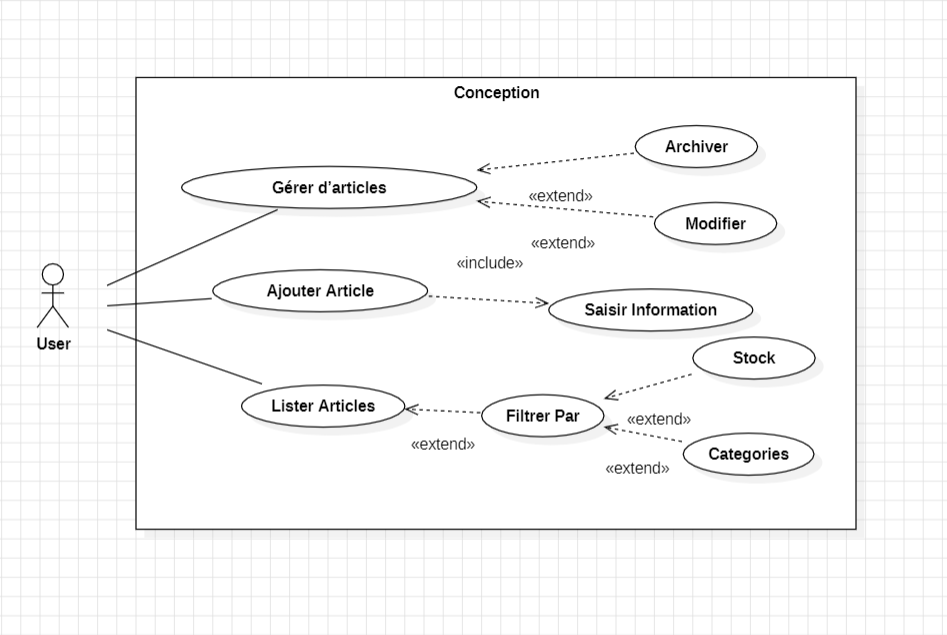 Conception
Archiver
Gérer d'articles
«extend»
Modifier
«extend»
«include»
Ajouter Article
Saisir Information
User
Stock
Lister Articles
Filtrer Par
«extend»
«extend»
Categories
«extend»